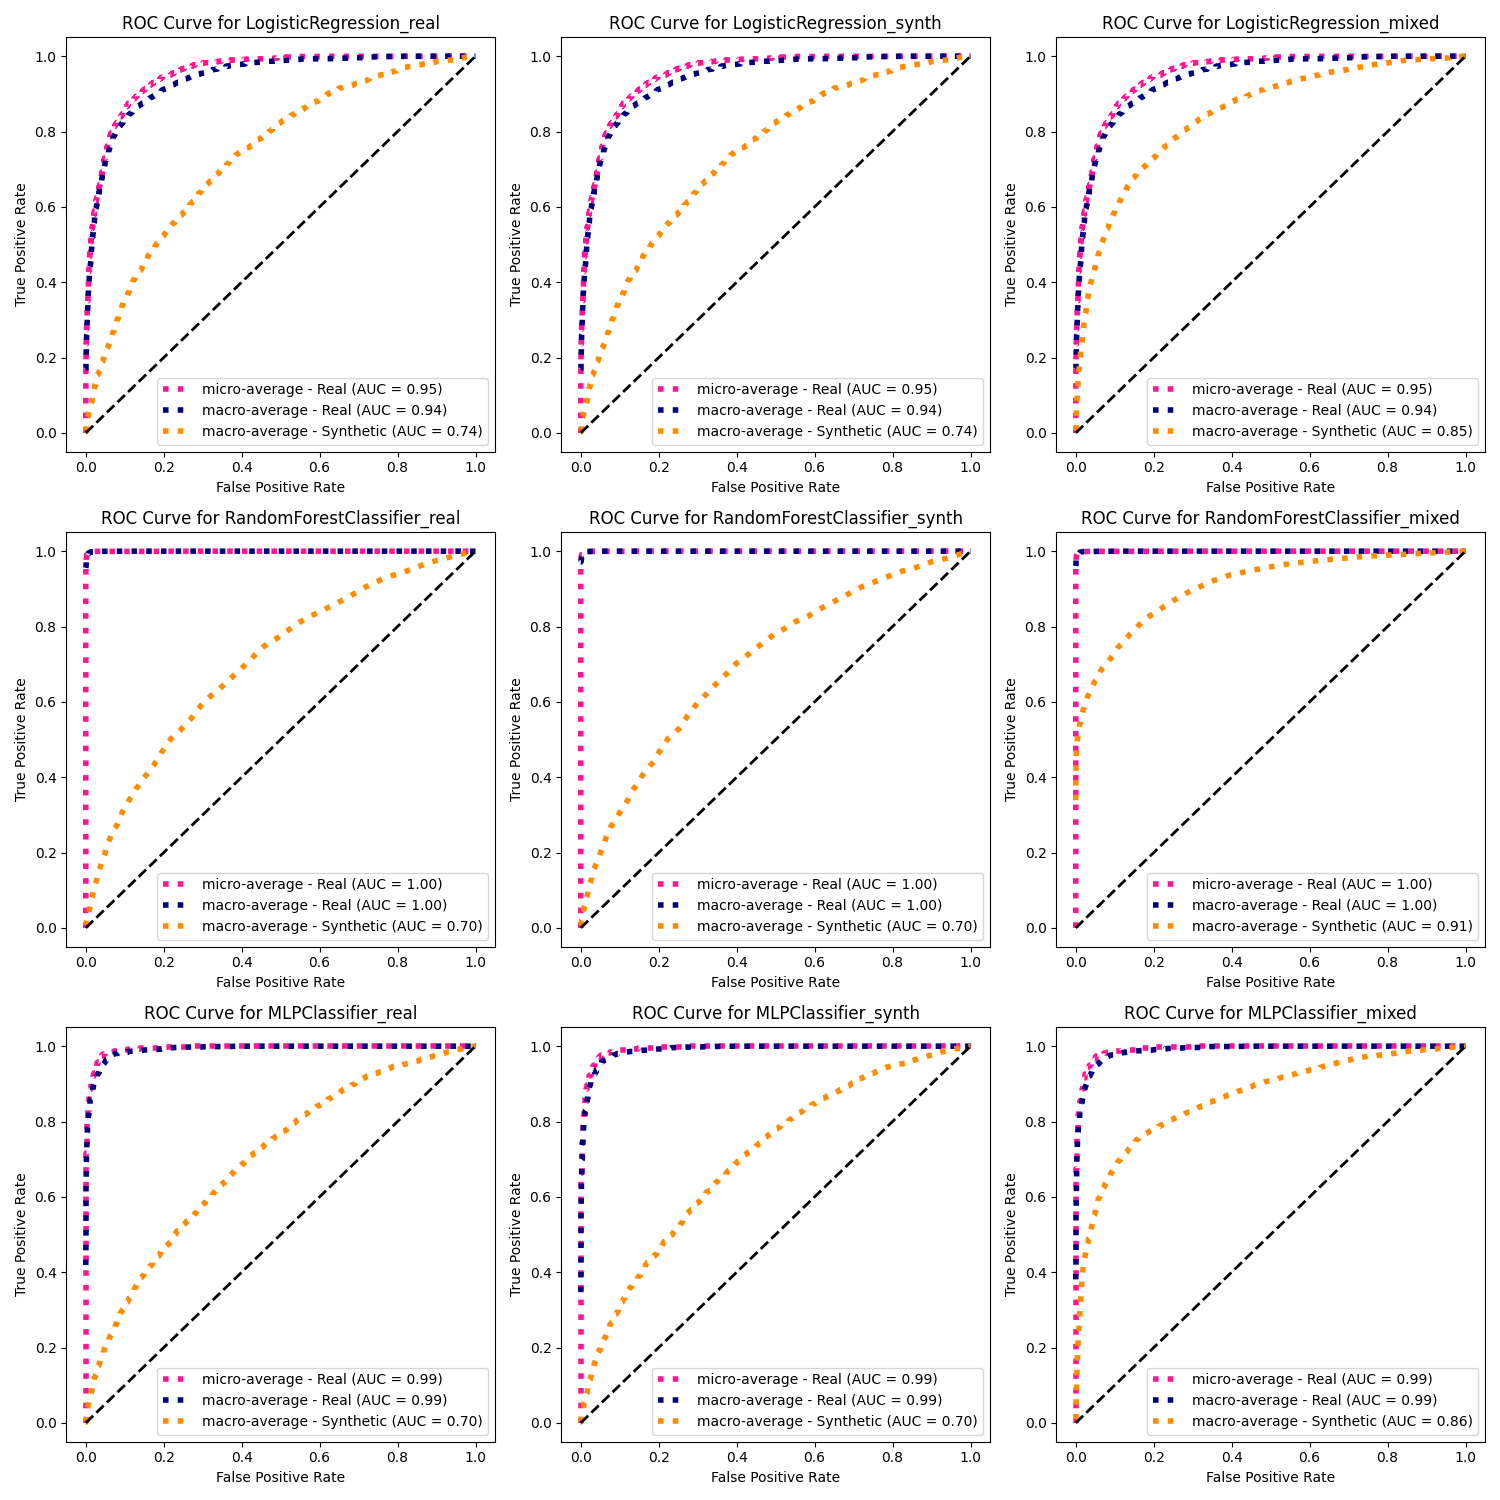 ROC Curve for LogisticRegression_real
True Positive Rate
1.0
0.8
0.6
0.4
0.2
0.0
micro-average - Real (AUC = 0.95)
macro-average - Real (AUC = 0.94)
macro-average - Synthetic (AUC = 0.74)
0.0 0.2 0.4 0.6 0.8 1.0
False Positive Rate
ROC Curve for LogisticRegression_synth
True Positive Rate
1.0
0.8
0.6
0.4
0.2
0.0
micro-average - Real (AUC = 0.95)
macro-average - Real (AUC = 0.94)
macro-average - Synthetic (AUC = 0.74)
0.0 0.2 0.4 0.6 0.8 1.0
False Positive Rate
ROC Curve for LogisticRegression_mixed
True Positive Rate
1.0
0.8
0.6
0.4
0.2
0.0
micro-average - Real (AUC = 0.95)
macro-average - Real (AUC = 0.94)
macro-average - Synthetic (AUC = 0.85)
0.0 0.2 0.4 0.6 0.8 1.0
False Positive Rate
ROC Curve for RandomForestClassifier_real
True Positive Rate
1.0
0.8
0.6
0.4
0.2
0.0
micro-average - Real (AUC = 1.00)
macro-average - Real (AUC = 1.00)
macro-average - Synthetic (AUC = 0.70)
0.0 0.2 0.4 0.6 0.8 1.0
False Positive Rate
ROC Curve for RandomForestClassifier_synth
True Positive Rate
1.0
0.8
0.6
0.4
0.2
0.0
micro-average - Real (AUC = 1.00)
macro-average - Real (AUC = 1.00)
macro-average - Synthetic (AUC = 0.70)
0.0 0.2 0.4 0.6 0.8 1.0
False Positive Rate
ROC Curve for RandomForestClassifier_mixed
True Positive Rate
1.0
0.8
0.6
0.4
0.2
0.0
micro-average - Real (AUC = 1.00)
macro-average - Real (AUC = 1.00)
macro-average - Synthetic (AUC = 0.91)
0.0 0.2 0.4 0.6 0.8 1.0
False Positive Rate
ROC Curve for MLPClassifier_real
True Positive Rate
1.0
0.8
0.6
0.4
0.2
0.0
micro-average - Real (AUC = 0.99)
macro-average - Real (AUC = 0.99)
macro-average - Synthetic (AUC = 0.70)
0.0 0.2 0.4 0.6 0.8 1.0
False Positive Rate
ROC Curve for MLPClassifier_synth
True Positive Rate
1.0
0.8
0.6
0.4
0.2
0.0
micro-average - Real (AUC = 0.99)
macro-average - Real (AUC = 0.99)
macro-average - Synthetic (AUC = 0.70)
0.0 0.2 0.4 0.6 0.8 1.0
False Positive Rate
ROC Curve for MLPClassifier_mixed
True Positive Rate
1.0
0.8
0.6
0.4
0.2
0.0
micro-average - Real (AUC = 0.99)
macro-average - Real (AUC = 0.99)
macro-average - Synthetic (AUC = 0.86)
0.0 0.2 0.4 0.6 0.8 1.0
False Positive Rate